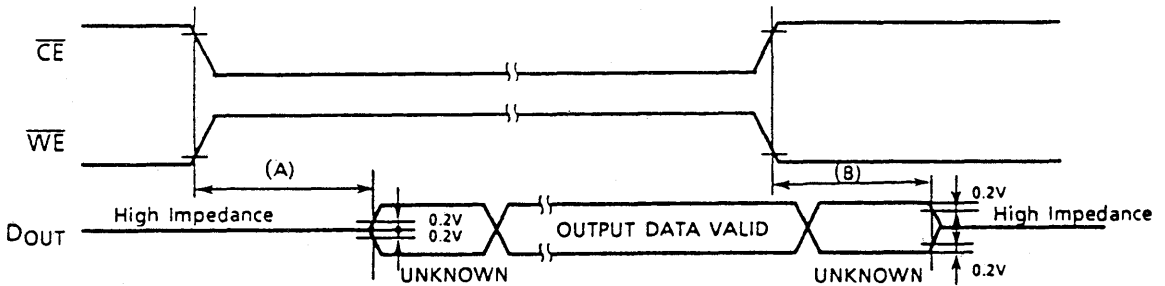 CE
WE
(A)
(B)
DOUT
High Impedance
0.2V
0.2V
UNKNOWN
OUTPUT DATA VALID
UNKNOWN
0.2V
0.2V
High Impedance